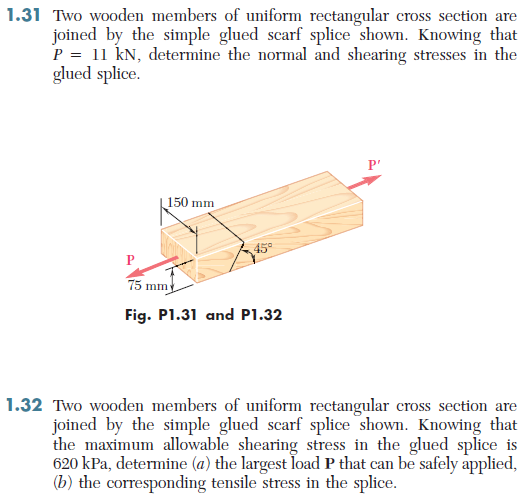 1.31 Two wooden members of uniform rectangular cross section are
joined by the simple glued scarf splice shown. Knowing that
P = 11 kN, determine the normal and shearing stresses in the
glued splice.
P'
150 mm
45°
P
75 mm
Fig. P1.31 and P1.32
1.32 Two wooden members of uniform rectangular cross section are
joined by the simple glued scarf splice shown. Knowing that
the maximum allowable shearing stress in the glued splice is
620 kPa, determine (a) the largest load P that can be safely applied,
(b) the corresponding tensile stress in the splice.